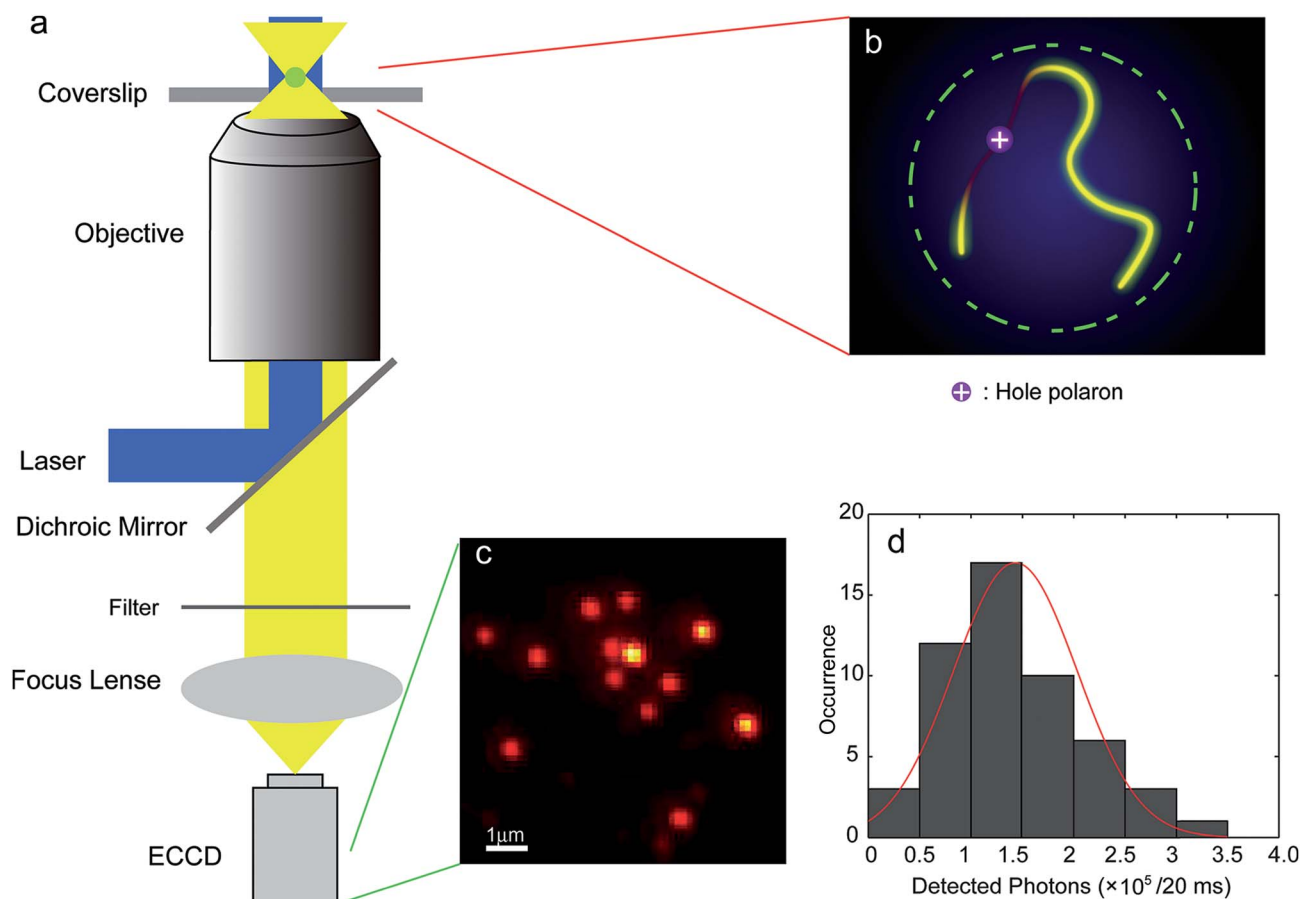 a
Coverslip
Objective
Laser
Dichroic Mirror
Filter
Focus Lense
ECCD
b
+
+ : Hole polaron
c
1μm
d
20
15
10
5
0
Occurrence
0 0.5 1 1.5 2 2.5 3 3.5 4.0
Detected Photons (×10⁵/20 ms)